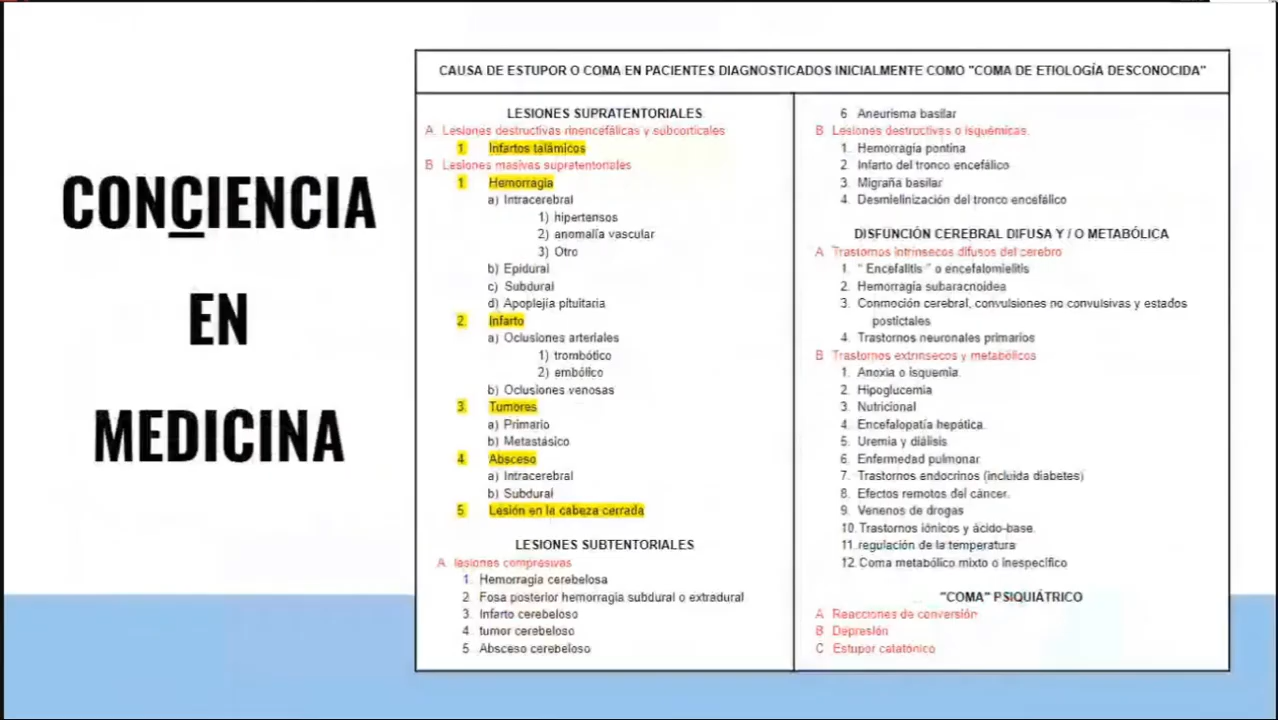 CONCIENCIA
EN
MEDICINA
CAUSA DE ESTUPOR O COMA EN PACIENTES DIAGNOSTICADOS INICIALMENTE COMO "COMA DE ETIOLOGÍA DESCONOCIDA"
LESIONES SUPRATENTORIALES
A. Lesiones destructivas rinencefálicas y subcorticales
1. Infartos talámicos
B Lesiones masivas supratentoriales
1 Hemorragia
a) Intracerebral
1) hipertensos
2) anomalía vascular
3) Otro
b) Epidural
c) Subdural
d) Apoplejía pituitaria
2. Infarto
a) Oclusiones arteriales
1) trombótico
2) embólico
b) Oclusiones venosas
3. Tumores
a) Primario
b) Metastásico
4. Absceso
a) Intracerebral
b) Subdural
5. Lesión en la cabeza cerrada
LESIONES SUBTENTORIALES
A. lesiones compresivas
1. Hemorragia cerebelosa
2. Fosa posterior hemorragia subdural o extradural
3. Infarto cerebeloso
4. tumor cerebeloso
5. Absceso cerebeloso
6 Aneurisma basilar
B Lesiones destructivas o isquémicas.
1. Hemorragia pontina
2. Infarto del tronco encefálico
3. Migraña basilar
4. Desmielinización del tronco encefálico
DISFUNCIÓN CEREBRAL DIFUSA Y / O METABÓLICA
A Trastornos intrínsecos difusos del cerebro
1. " Encefalitis " o encefalomielitis
2. Hemorragia subaracnoidea
3. Conmoción cerebral, convulsiones no convulsivas y estados
postictales
4. Trastornos neuronales primarios
B Trastornos extrínsecos y metabólicos
1. Anoxia o isquemia.
2. Hipoglucemia
3. Nutricional
4. Encefalopatía hepática.
5. Uremia y diálisis
6. Enfermedad pulmonar
7. Trastornos endocrinos (incluida diabetes)
8. Efectos remotos del cáncer.
9. Venenos de drogas
10. Trastornos iónicos y ácido-base.
11. regulación de la temperatura
12. Coma metabólico mixto o inespecífico
"COMA" PSIQUIÁTRICO
A Reacciones de conversión
B Depresión
C Estupor catatónico